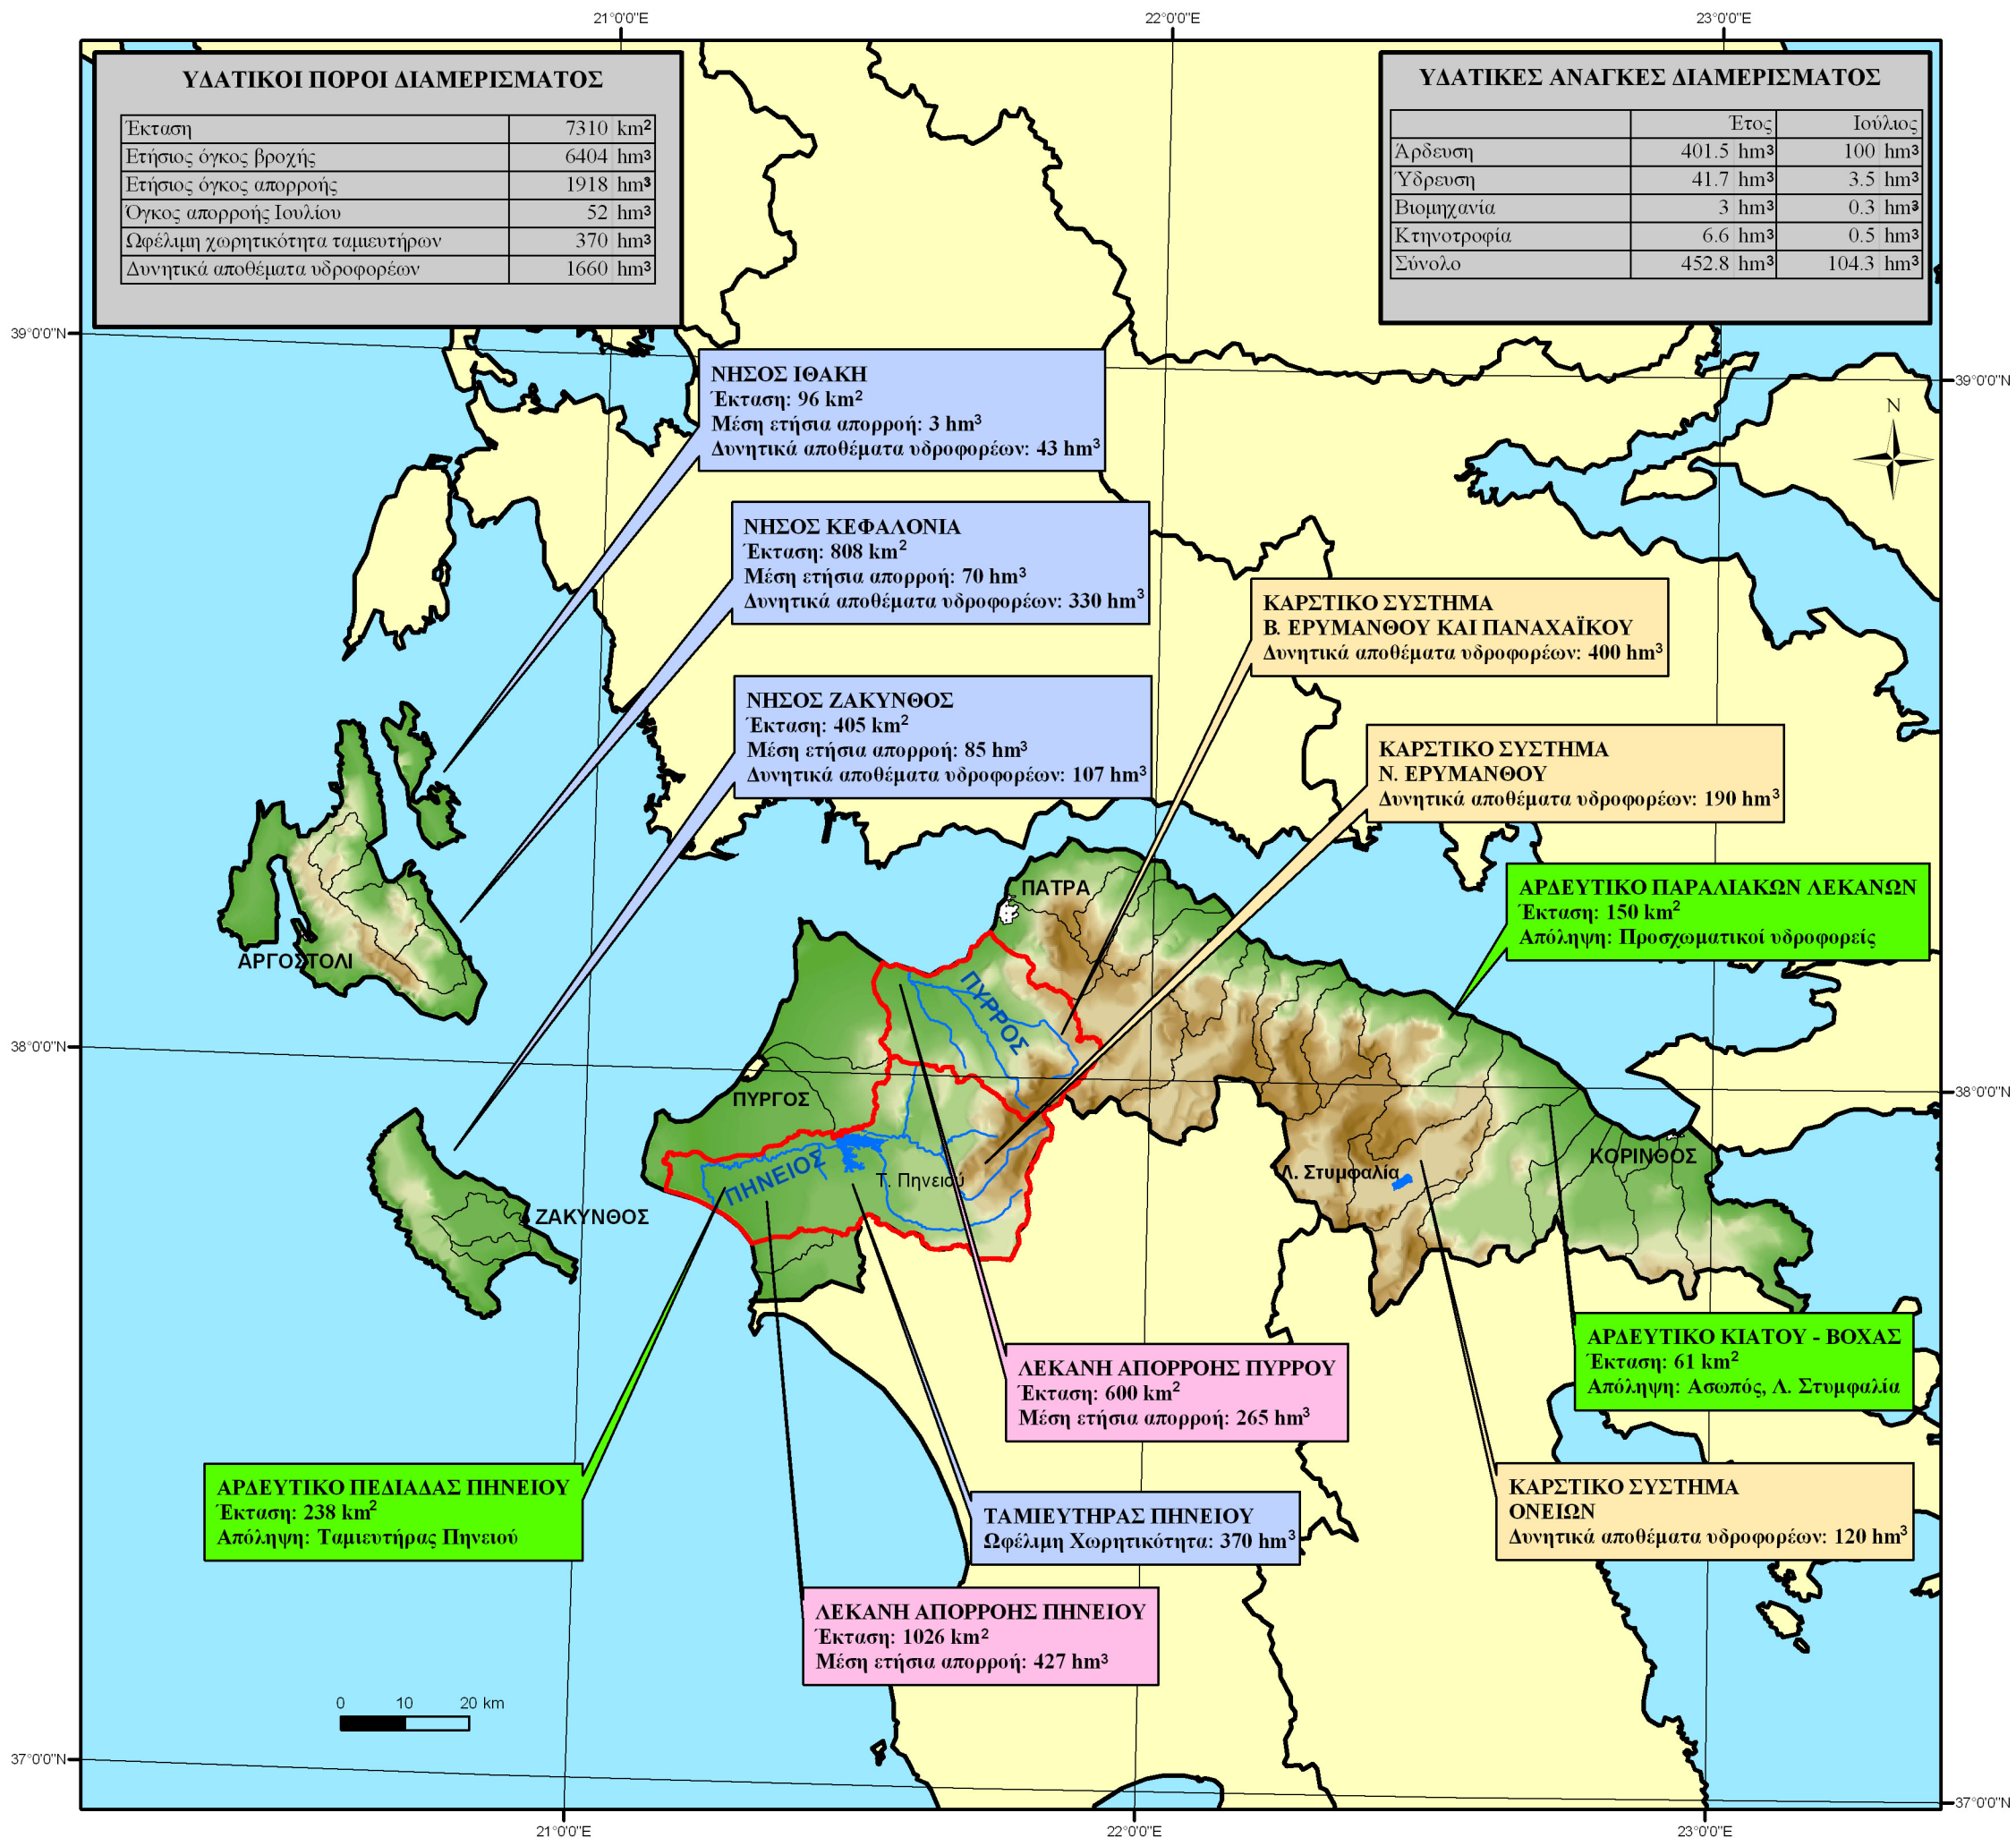 21°0'0"E 22°0'0"E 23°0'0"E
ΥΔΑΤΙΚΟΙ ΠΟΡΟΙ ΔΙΑΜΕΡΙΣΜΑΤΟΣ
Έκταση 7310 km²
Ετήσιος όγκος βροχής 6404 hm³
Ετήσιος όγκος απορροής 1918 hm³
Όγκος απορροής Ιουλίου 52 hm³
Ωφέλιμη χωρητικότητα ταμιευτήρων 370 hm³
Δυνητικά αποθέματα υδροφορέων 1660 hm³
ΥΔΑΤΙΚΕΣ ΑΝΑΓΚΕΣ ΔΙΑΜΕΡΙΣΜΑΤΟΣ
Έτος Ιούλιος
Άρδευση 401.5 hm³ 100 hm³
Ύδρευση 41.7 hm³ 3.5 hm³
Βιομηχανία 3 hm³ 0.3 hm³
Κτηνοτροφία 6.6 hm³ 0.5 hm³
Σύνολο 452.8 hm³ 104.3 hm³
39°0'0"N
39°0'0"N
N
ΝΗΣΟΣ ΙΘΑΚΗ
Έκταση: 96 km²
Μέση ετήσια απορροή: 3 hm³
Δυνητικά αποθέματα υδροφορέων: 43 hm³
ΝΗΣΟΣ ΚΕΦΑΛΟΝΙΑ
Έκταση: 808 km²
Μέση ετήσια απορροή: 70 hm³
Δυνητικά αποθέματα υδροφορέων: 330 hm³
ΚΑΡΣΤΙΚΟ ΣΥΣΤΗΜΑ
Β. ΕΡΥΜΑΝΘΟΥ ΚΑΙ ΠΑΝΑΧΑΪΚΟΥ
Δυνητικά αποθέματα υδροφορέων: 400 hm³
ΝΗΣΟΣ ΖΑΚΥΝΘΟΣ
Έκταση: 405 km²
Μέση ετήσια απορροή: 85 hm³
Δυνητικά αποθέματα υδροφορέων: 107 hm³
ΚΑΡΣΤΙΚΟ ΣΥΣΤΗΜΑ
Ν. ΕΡΥΜΑΝΘΟΥ
Δυνητικά αποθέματα υδροφορέων: 190 hm³
ΑΡΔΕΥΤΙΚΟ ΠΑΡΑΛΙΑΚΩΝ ΛΕΚΑΝΩΝ
Έκταση: 150 km²
Απόληψη: Προσχωματικοί υδροφορείς
ΠΑΤΡΑ
ΑΡΓΟΣΤΟΛΙ
ΠΥΡΡΟΣ
38°0'0"N
38°0'0"N
ΠΥΡΓΟΣ
ΠΗΝΕΙΟΣ
Τ. Πηνειού
Λ. Στυμφαλία
ΚΟΡΙΝΘΟΣ
ΖΑΚΥΝΘΟΣ
ΑΡΔΕΥΤΙΚΟ ΚΙΑΤΟΥ - ΒΟΧΑΣ
Έκταση: 61 km²
Απόληψη: Ασωπός, Λ. Στυμφαλία
ΛΕΚΑΝΗ ΑΠΟΡΡΟΗΣ ΠΥΡΡΟΥ
Έκταση: 600 km²
Μέση ετήσια απορροή: 265 hm³
ΑΡΔΕΥΤΙΚΟ ΠΕΔΙΑΔΑΣ ΠΗΝΕΙΟΥ
Έκταση: 238 km²
Απόληψη: Ταμιευτήρας Πηνειού
ΤΑΜΙΕΥΤΗΡΑΣ ΠΗΝΕΙΟΥ
Ωφέλιμη Χωρητικότητα: 370 hm³
ΚΑΡΣΤΙΚΟ ΣΥΣΤΗΜΑ
ΟΝΕΙΩΝ
Δυνητικά αποθέματα υδροφορέων: 120 hm³
ΛΕΚΑΝΗ ΑΠΟΡΡΟΗΣ ΠΗΝΕΙΟΥ
Έκταση: 1026 km²
Μέση ετήσια απορροή: 427 hm³
0 10 20 km
37°0'0"N
37°0'0"N
21°0'0"E 22°0'0"E 23°0'0"E